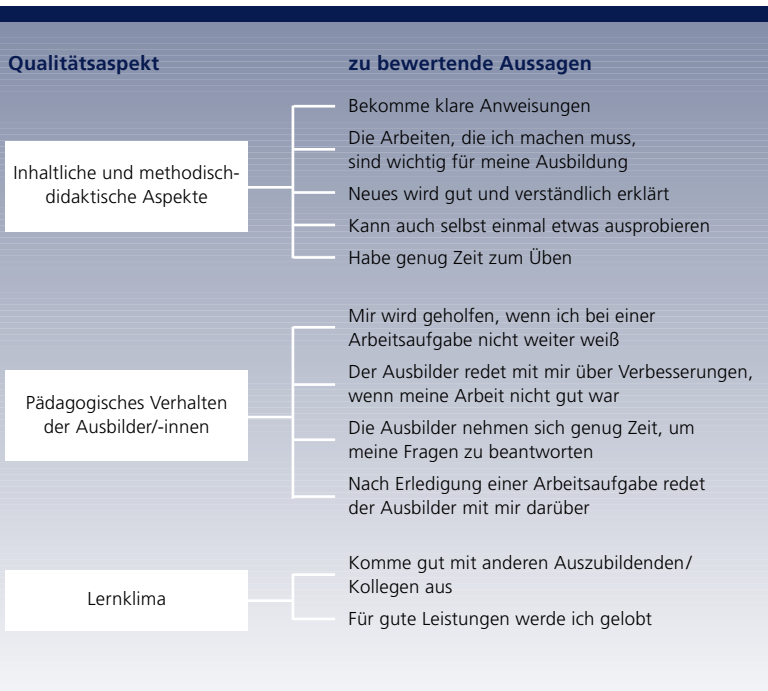 Qualitätsaspekt
zu bewertende Aussagen
Inhaltliche und methodisch-
didaktische Aspekte
Bekomme klare Anweisungen
Die Arbeiten, die ich machen muss,
sind wichtig für meine Ausbildung
Neues wird gut und verständlich erklärt
Kann auch selbst einmal etwas ausprobieren
Habe genug Zeit zum Üben
Pädagogisches Verhalten
der Ausbilder/-innen
Mir wird geholfen, wenn ich bei einer
Arbeitsaufgabe nicht weiter weiß
Der Ausbilder redet mit mir über Verbesserungen,
wenn meine Arbeit nicht gut war
Die Ausbilder nehmen sich genug Zeit, um
meine Fragen zu beantworten
Nach Erledigung einer Arbeitsaufgabe redet
der Ausbilder mit mir darüber
Lernklima
Komme gut mit anderen Auszubildenden/
Kollegen aus
Für gute Leistungen werde ich gelobt